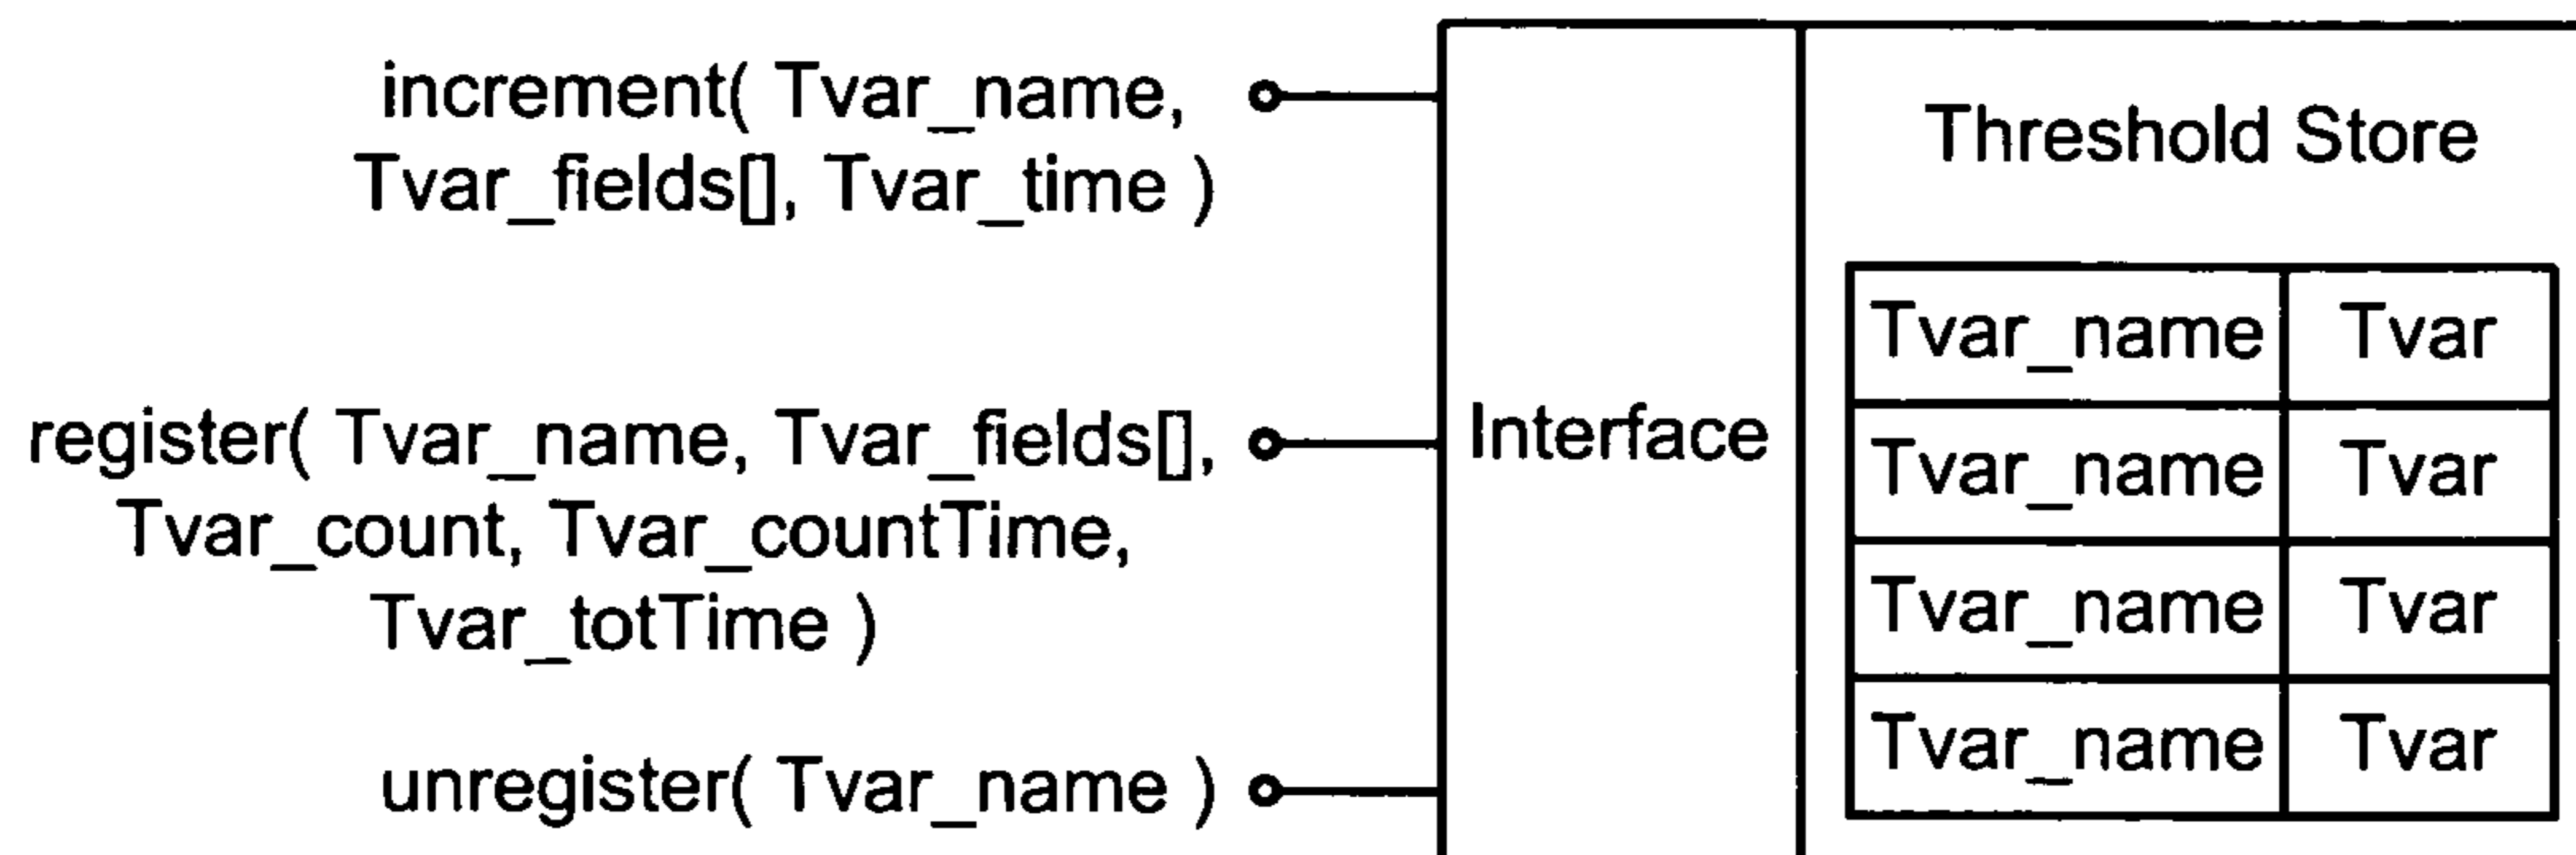 increment( Tvar_name,
Tvar_fields[], Tvar_time )
register( Tvar_name, Tvar_fields[],
Tvar_count, Tvar_countTime,
Tvar_totTime )
unregister( Tvar_name )
Interface
Threshold Store
Tvar_name Tvar
Tvar_name Tvar
Tvar_name Tvar
Tvar_name Tvar